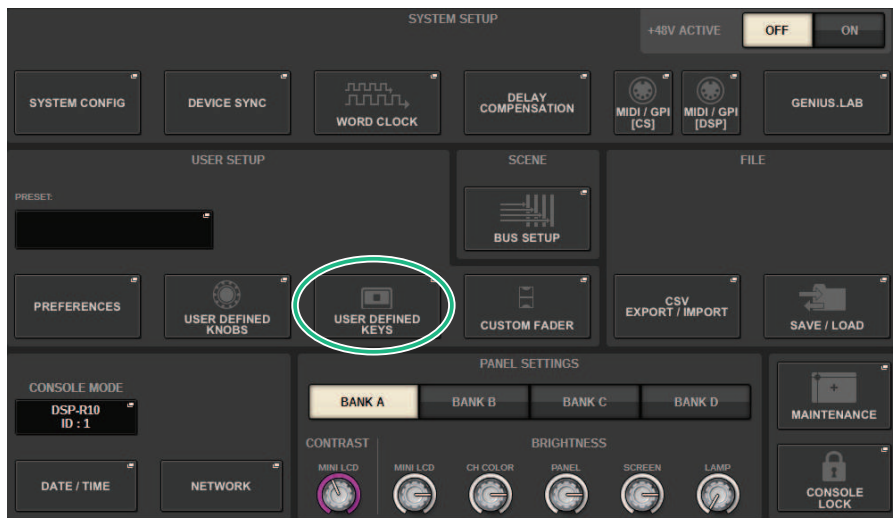 SYSTEM SETUP
+48V ACTIVE
OFF
ON
SYSTEM CONFIG
DEVICE SYNC
WORD CLOCK
DELAY
COMPENSATION
MIDI / GPI
[CS]
MIDI / GPI
[DSP]
GENIUS.LAB
USER SETUP
PRESET:
SCENE
BUS SETUP
FILE
PREFERENCES
USER DEFINED
KNOBS
USER DEFINED
KEYS
CUSTOM FADER
CSV
EXPORT / IMPORT
SAVE / LOAD
CONSOLE MODE
DSP-R10
ID : 1
DATE / TIME
NETWORK
PANEL SETTINGS
BANK A
BANK B
BANK C
BANK D
CONTRAST
BRIGHTNESS
MINI LCD
MINI LCD
CH COLOR
PANEL
SCREEN
LAMP
MAINTENANCE
CONSOLE
LOCK